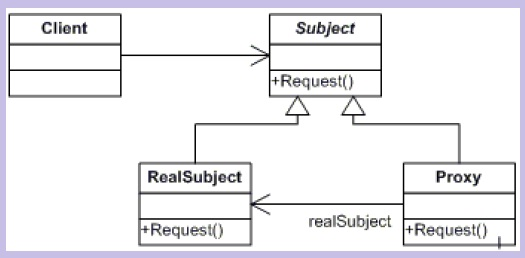 Client
Subject
+Request()
RealSubject
+Request()
realSubject
Proxy
+Request()